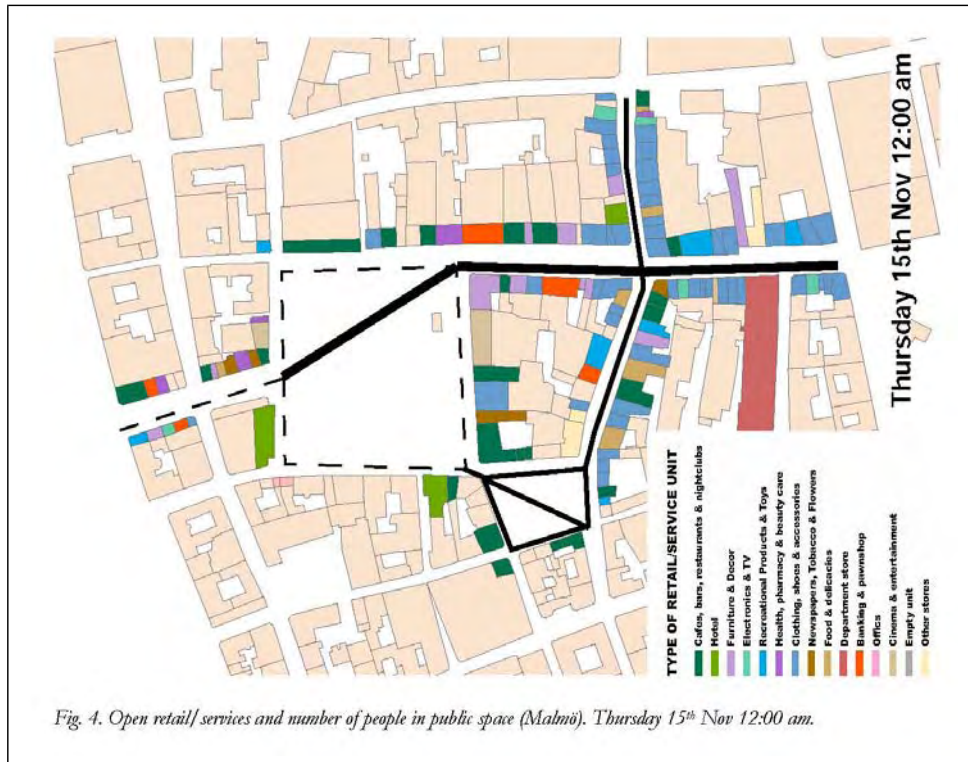 Thursday 15th Nov 12:00 am
TYPE OF RETAIL/SERVICE UNIT
Cafes, bars, restaurants & nightclubs
Hotel
Furniture & Decor
Electronics & TV
Recreational Products & Toys
Health, pharmacy & beauty care
Clothing, shoes & accessories
Newspapers, Tobacco & Flowers
Food & delicacies
Department store
Banking & pawnshop
Office
Cinema & entertainment
Empty unit
Other stores
Fig. 4. Open retail/ services and number of people in public space (Malmö). Thursday 15th Nov 12:00 am.